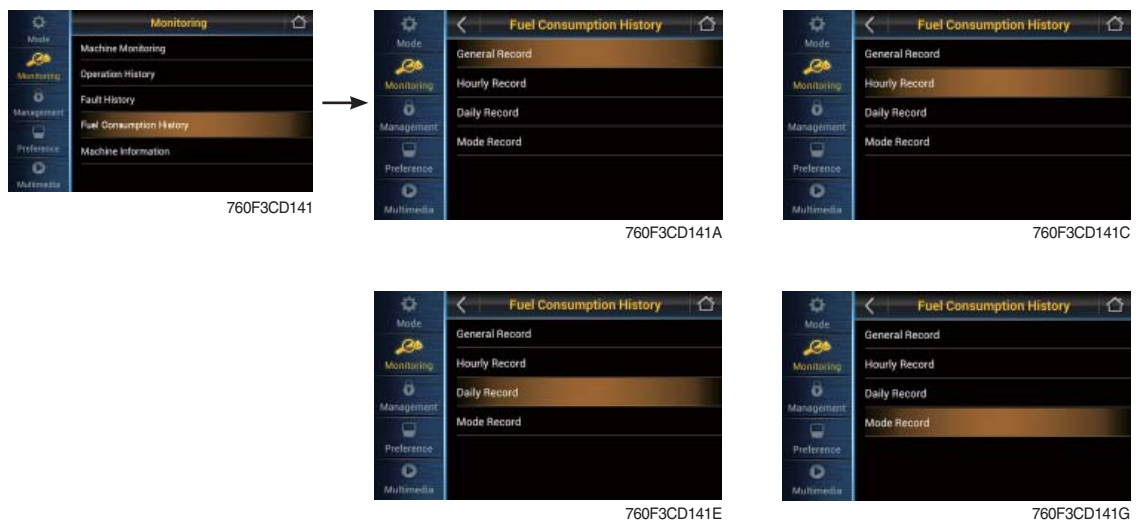 Monitoring
Mode
Monitoring
Management
Preference
Multimedia
Machine Monitoring
Operation History
Fault History
Fuel Consumption History
Machine Information
760F3CD141
Fuel Consumption History
Mode
Monitoring
Management
Preference
Multimedia
General Record
Hourly Record
Daily Record
Mode Record
760F3CD141A
Fuel Consumption History
Mode
Monitoring
Management
Preference
Multimedia
General Record
Hourly Record
Daily Record
Mode Record
760F3CD141C
Fuel Consumption History
Mode
Monitoring
Management
Preference
Multimedia
General Record
Hourly Record
Daily Record
Mode Record
760F3CD141E
Fuel Consumption History
Mode
Monitoring
Management
Preference
Multimedia
General Record
Hourly Record
Daily Record
Mode Record
760F3CD141G